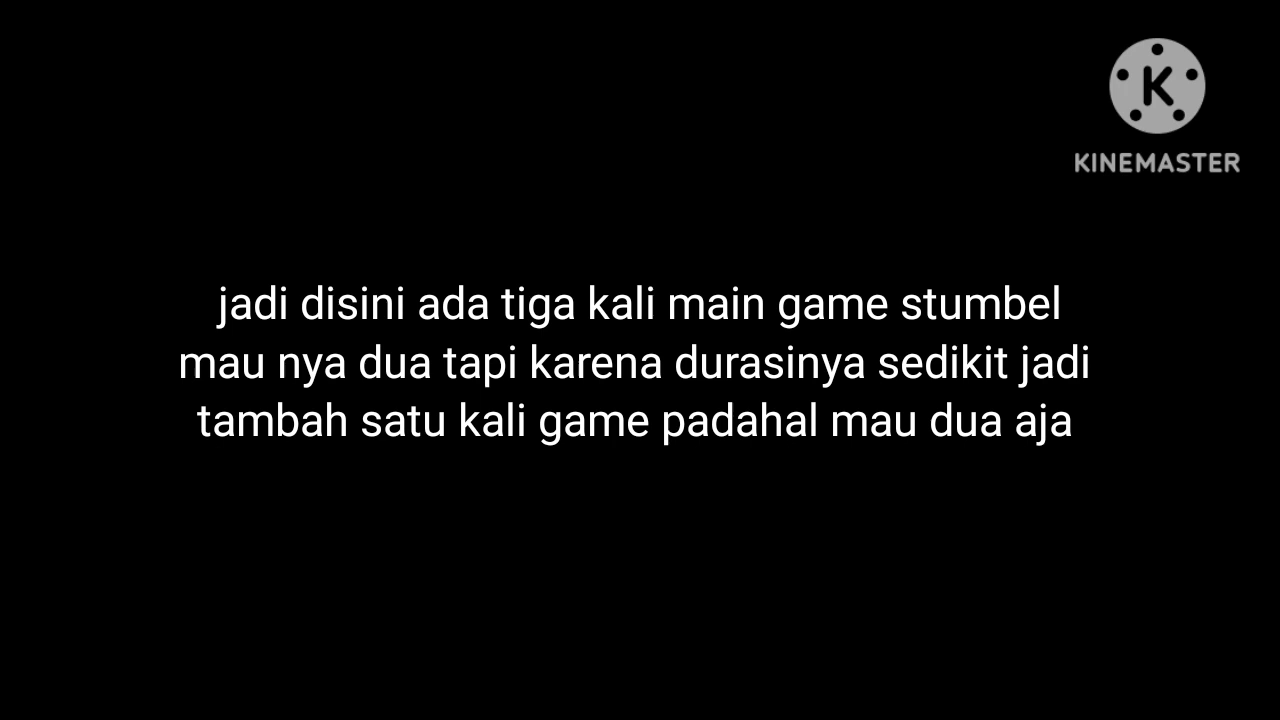 K
KINEMASTER
jadi disini ada tiga kali main game stumbel
mau nya dua tapi karena durasinya sedikit jadi
tambah satu kali game padahal mau dua aja